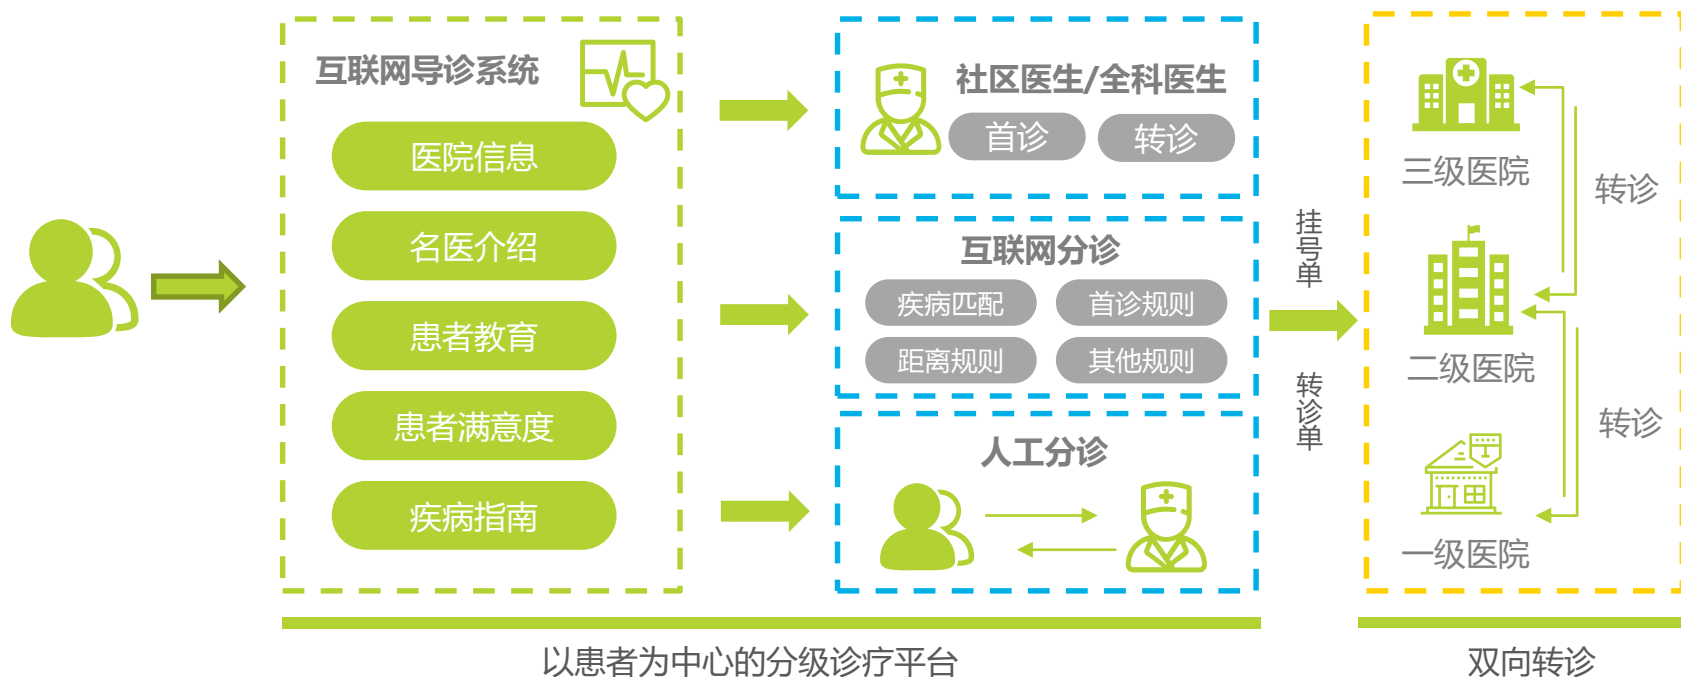 互联网导诊系统
医院信息
名医介绍
患者教育
患者满意度
疾病指南
社区医生/全科医生
首诊
转诊
互联网分诊
疾病匹配
首诊规则
距离规则
其他规则
人工分诊
挂号单
转诊单
三级医院
转诊
二级医院
转诊
一级医院
以患者为中心的分级诊疗平台
双向转诊